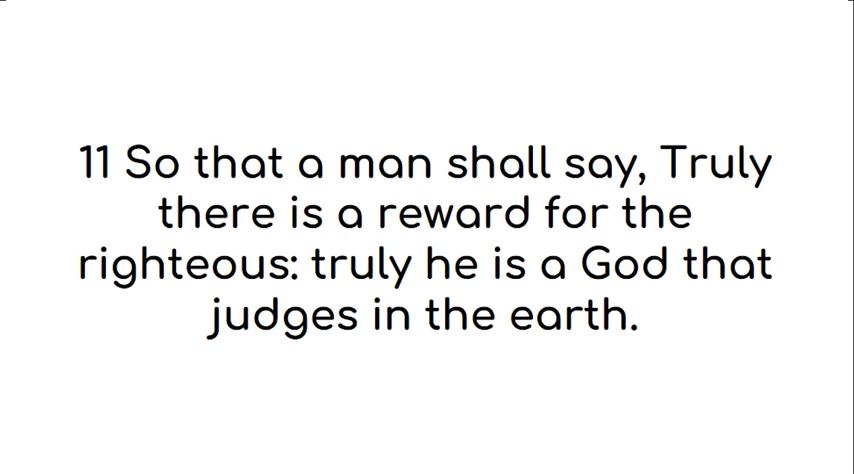 11 So that a man shall say, Truly
there is a reward for the
righteous: truly he is a God that
judges in the earth.